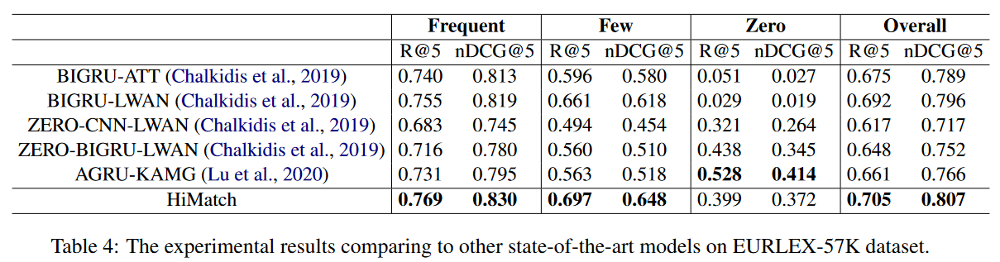 Frequent Few Zero Overall
R@5 nDCG@5 R@5 nDCG@5 R@5 nDCG@5 R@5 nDCG@5
BIGRU-ATT (Chalkidis et al., 2019) 0.740 0.813 0.596 0.580 0.051 0.027 0.675 0.789
BIGRU-LWAN (Chalkidis et al., 2019) 0.755 0.819 0.661 0.618 0.029 0.019 0.692 0.796
ZERO-CNN-LWAN (Chalkidis et al., 2019) 0.683 0.745 0.494 0.454 0.321 0.264 0.617 0.717
ZERO-BIGRU-LWAN (Chalkidis et al., 2019) 0.716 0.780 0.560 0.510 0.438 0.345 0.648 0.752
AGRU-KAMG (Lu et al., 2020) 0.731 0.795 0.563 0.518 0.528 0.414 0.661 0.766
HiMatch 0.769 0.830 0.697 0.648 0.399 0.372 0.705 0.807
Table 4: The experimental results comparing to other state-of-the-art models on EURLEX-57K dataset.